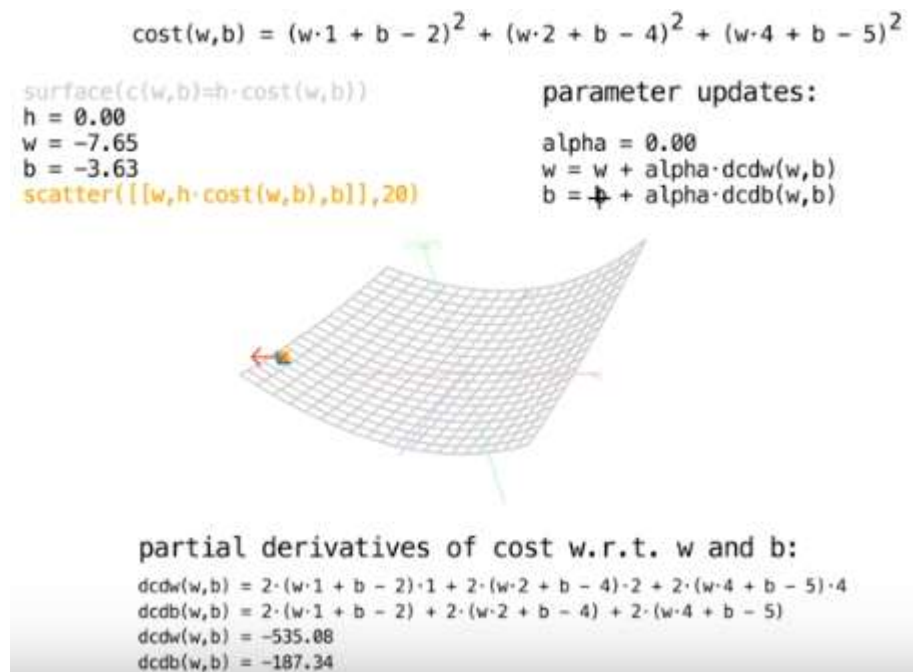 cost(w,b) = (w·1 + b − 2)² + (w·2 + b − 4)² + (w·4 + b − 5)²
surface(c(w,b)=h·cost(w,b))
h = 0.00
w = −7.65
b = −3.63
scatter([[w,h·cost(w,b),b]],20)
parameter updates:
alpha = 0.00
w = w + alpha·dcdw(w,b)
b = b + alpha·dcdb(w,b)
partial derivatives of cost w.r.t. w and b:
dcdw(w,b) = 2·(w·1 + b − 2)·1 + 2·(w·2 + b − 4)·2 + 2·(w·4 + b − 5)·4
dcdb(w,b) = 2·(w·1 + b − 2) + 2·(w·2 + b − 4) + 2·(w·4 + b − 5)
dcdw(w,b) = −535.08
dcdb(w,b) = −187.34